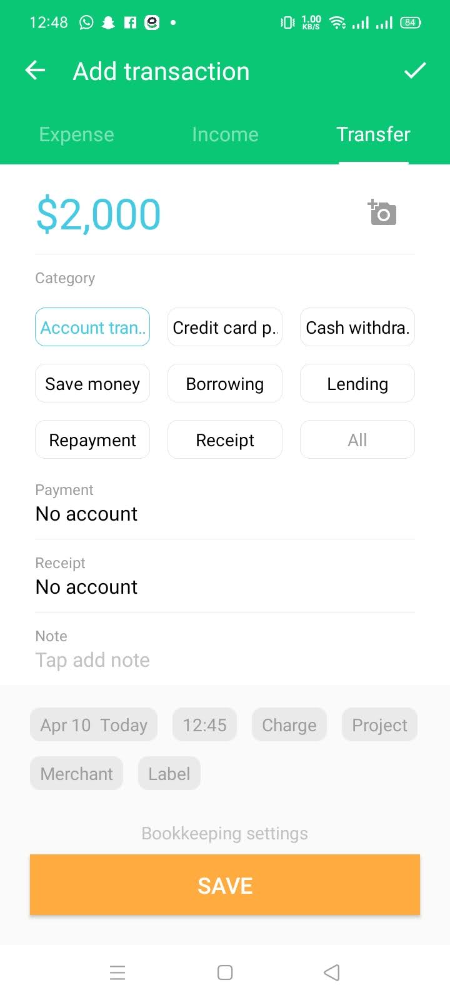 12:48 1.00 KB/S 84
Add transaction
Expense Income Transfer
$2,000
Category
Account tran.. Credit card p.. Cash withdra.
Save money Borrowing Lending
Repayment Receipt All
Payment
No account
Receipt
No account
Note
Tap add note
Apr 10 Today 12:45 Charge Project
Merchant Label
Bookkeeping settings
SAVE